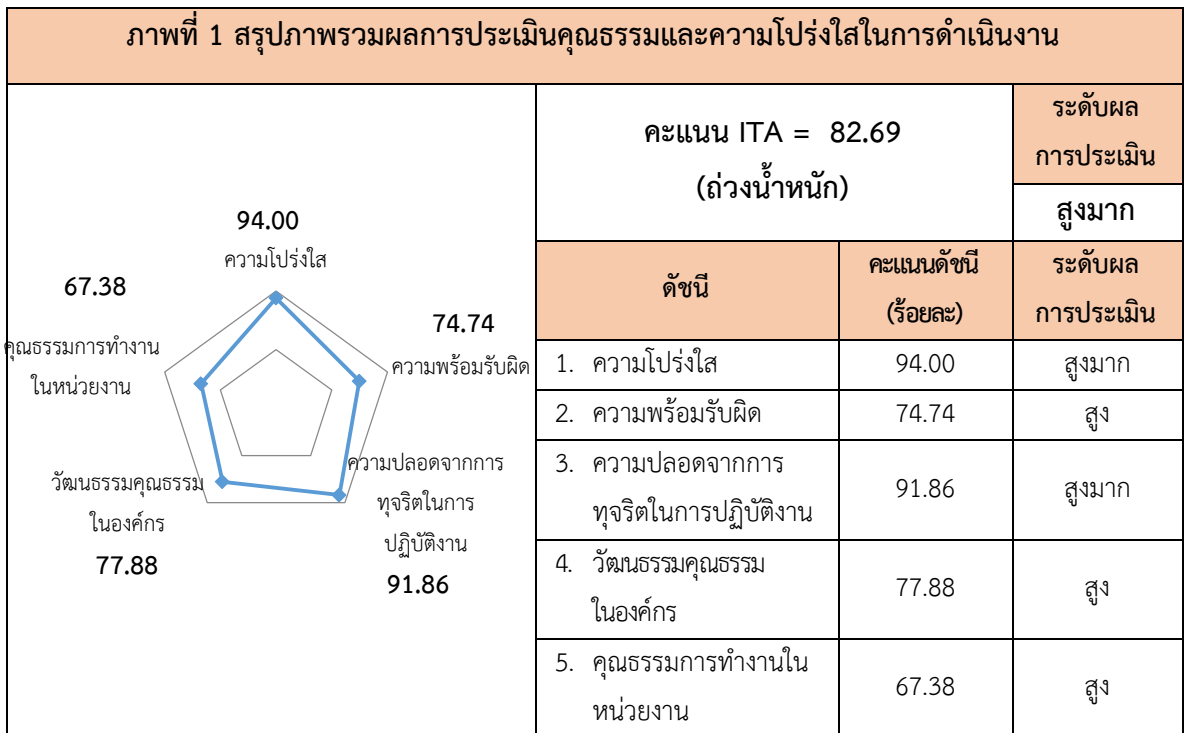 ภาพที่ 1 สรุปภาพรวมผลการประเมินคุณธรรมและความโปร่งใสในการดำเนินงาน
94.00
ความโปร่งใส
67.38
คุณธรรมการทำงาน
ในหน่วยงาน
74.74
ความพร้อมรับผิด
วัฒนธรรมคุณธรรม
ในองค์กร
77.88
ความปลอดจากการ
ทุจริตในการ
ปฏิบัติงาน
91.86
คะแนน ITA = 82.69
(ถ่วงน้ำหนัก)
ระดับผล
การประเมิน
สูงมาก
ดัชนี
คะแนนดัชนี
(ร้อยละ)
ระดับผล
การประเมิน
1. ความโปร่งใส 94.00 สูงมาก
2. ความพร้อมรับผิด 74.74 สูง
3. ความปลอดจากการ
ทุจริตในการปฏิบัติงาน
91.86 สูงมาก
4. วัฒนธรรมคุณธรรม
ในองค์กร
77.88 สูง
5. คุณธรรมการทำงานใน
หน่วยงาน
67.38 สูง